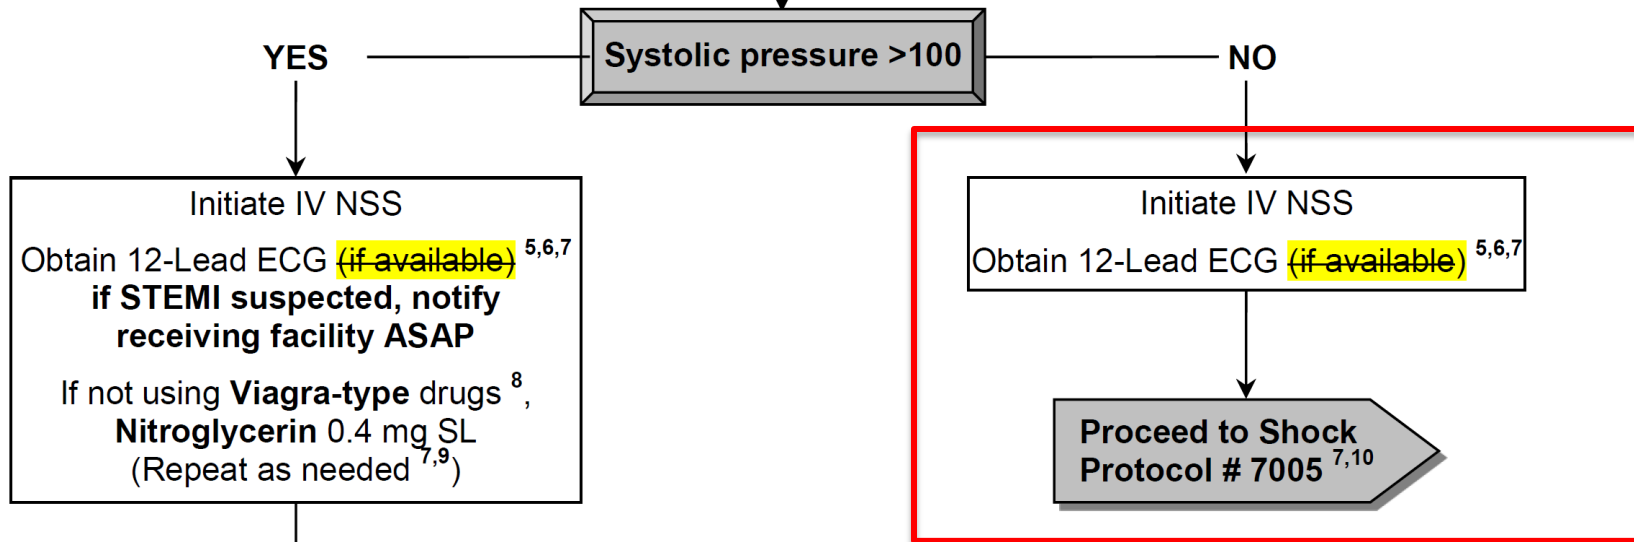 YES
Systolic pressure >100
NO
Initiate IV NSS
Obtain 12-Lead ECG (if available) 5,6,7
if STEMI suspected, notify
receiving facility ASAP
If not using Viagra-type drugs 8,
Nitroglycerin 0.4 mg SL
(Repeat as needed 7,9)
Initiate IV NSS
Obtain 12-Lead ECG (if available) 5,6,7
Proceed to Shock
Protocol # 7005 7,10